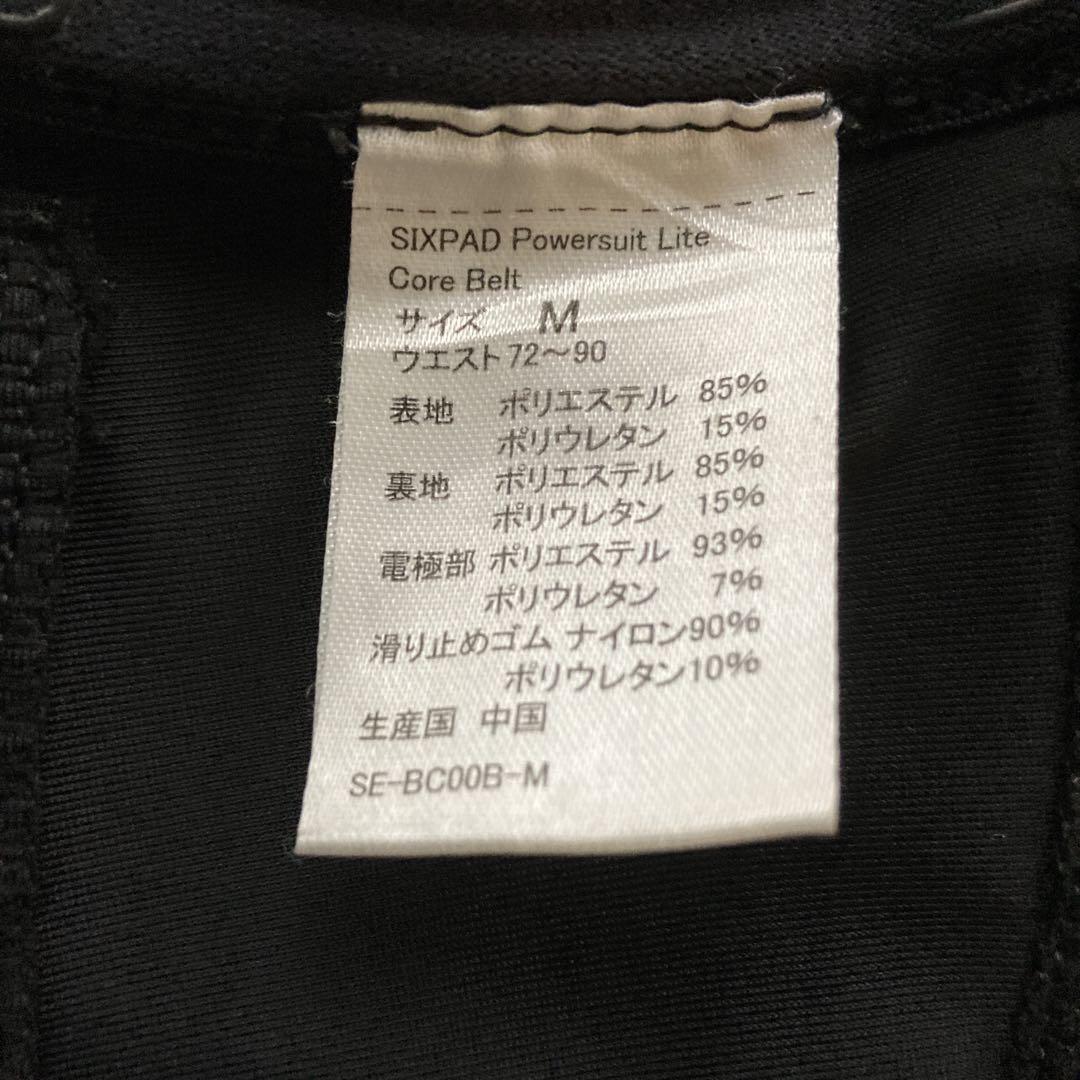 SIXPAD Powersuit Lite
Core Belt
サイズ M
ウエスト72～90
表地 ポリエステル 85%
ポリウレタン 15%
裏地 ポリエステル 85%
ポリウレタン 15%
電極部 ポリエステル 93%
ポリウレタン 7%
滑り止めゴム ナイロン90%
ポリウレタン10%
生産国 中国
SE-BC00B-M